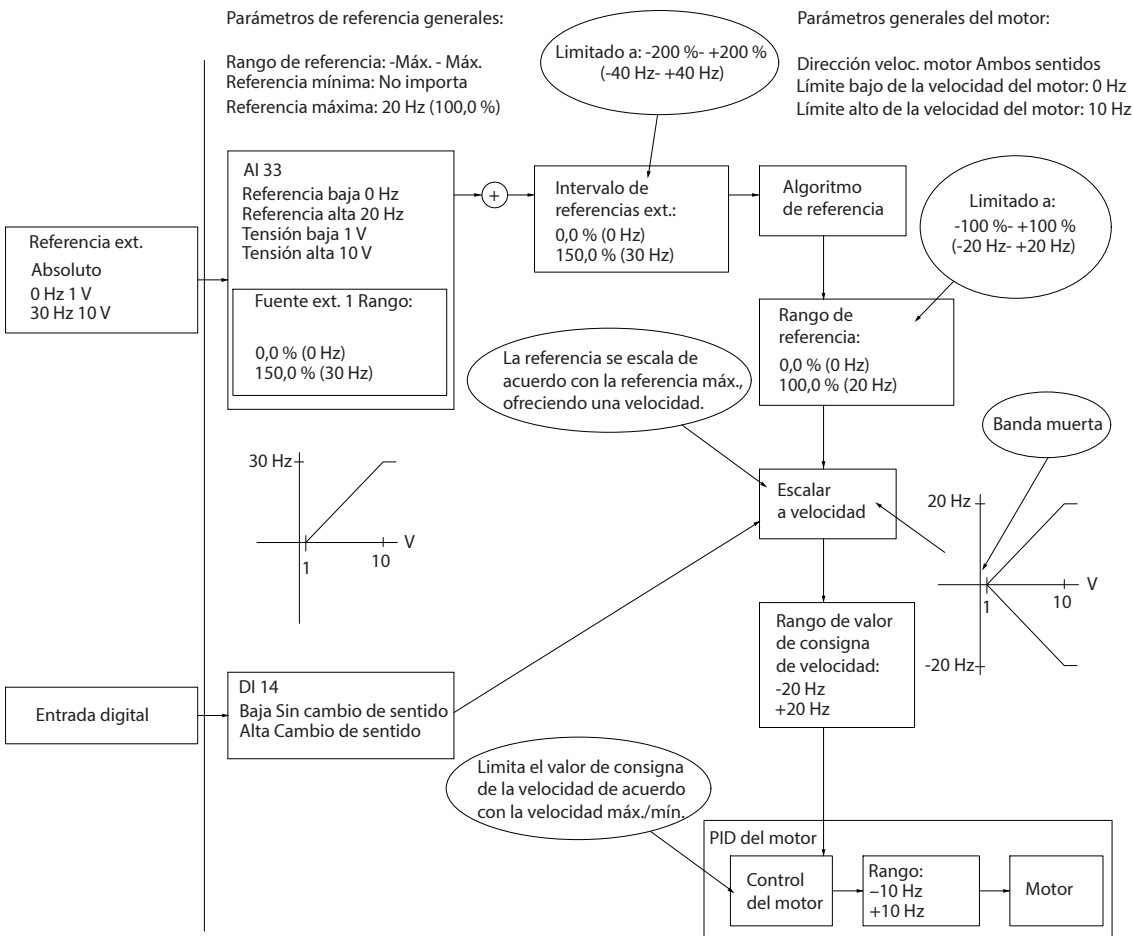 Parámetros de referencia generales:
Rango de referencia: -Máx. - Máx.
Referencia mínima: No importa
Referencia máxima: 20 Hz (100,0 %)
Limitado a: -200 %- +200 %
(-40 Hz- +40 Hz)
Parámetros generales del motor:
Dirección veloc. motor Ambos sentidos
Límite bajo de la velocidad del motor: 0 Hz
Límite alto de la velocidad del motor: 10 Hz
Referencia ext.
Absoluto
0 Hz 1 V
30 Hz 10 V
AI 33
Referencia baja 0 Hz
Referencia alta 20 Hz
Tensión baja 1 V
Tensión alta 10 V
Fuente ext. 1 Rango:
0,0 % (0 Hz)
150,0 % (30 Hz)
+
Intervalo de
referencias ext.:
0,0 % (0 Hz)
150,0 % (30 Hz)
Algoritmo
de referencia
Limitado a:
-100 %- +100 %
(-20 Hz- +20 Hz)
Rango de
referencia:
0,0 % (0 Hz)
100,0 % (20 Hz)
La referencia se escala de
acuerdo con la referencia máx.,
ofreciendo una velocidad.
Banda muerta
30 Hz
1
10
V
Escalar
a velocidad
20 Hz
1
10
V
-20 Hz
Rango de valor
de consigna
de velocidad:
-20 Hz
+20 Hz
Entrada digital
DI 14
Baja Sin cambio de sentido
Alta Cambio de sentido
Limita el valor de consigna
de la velocidad de acuerdo
con la velocidad máx./mín.
PID del motor
Control
del motor
Rango:
–10 Hz
+10 Hz
Motor